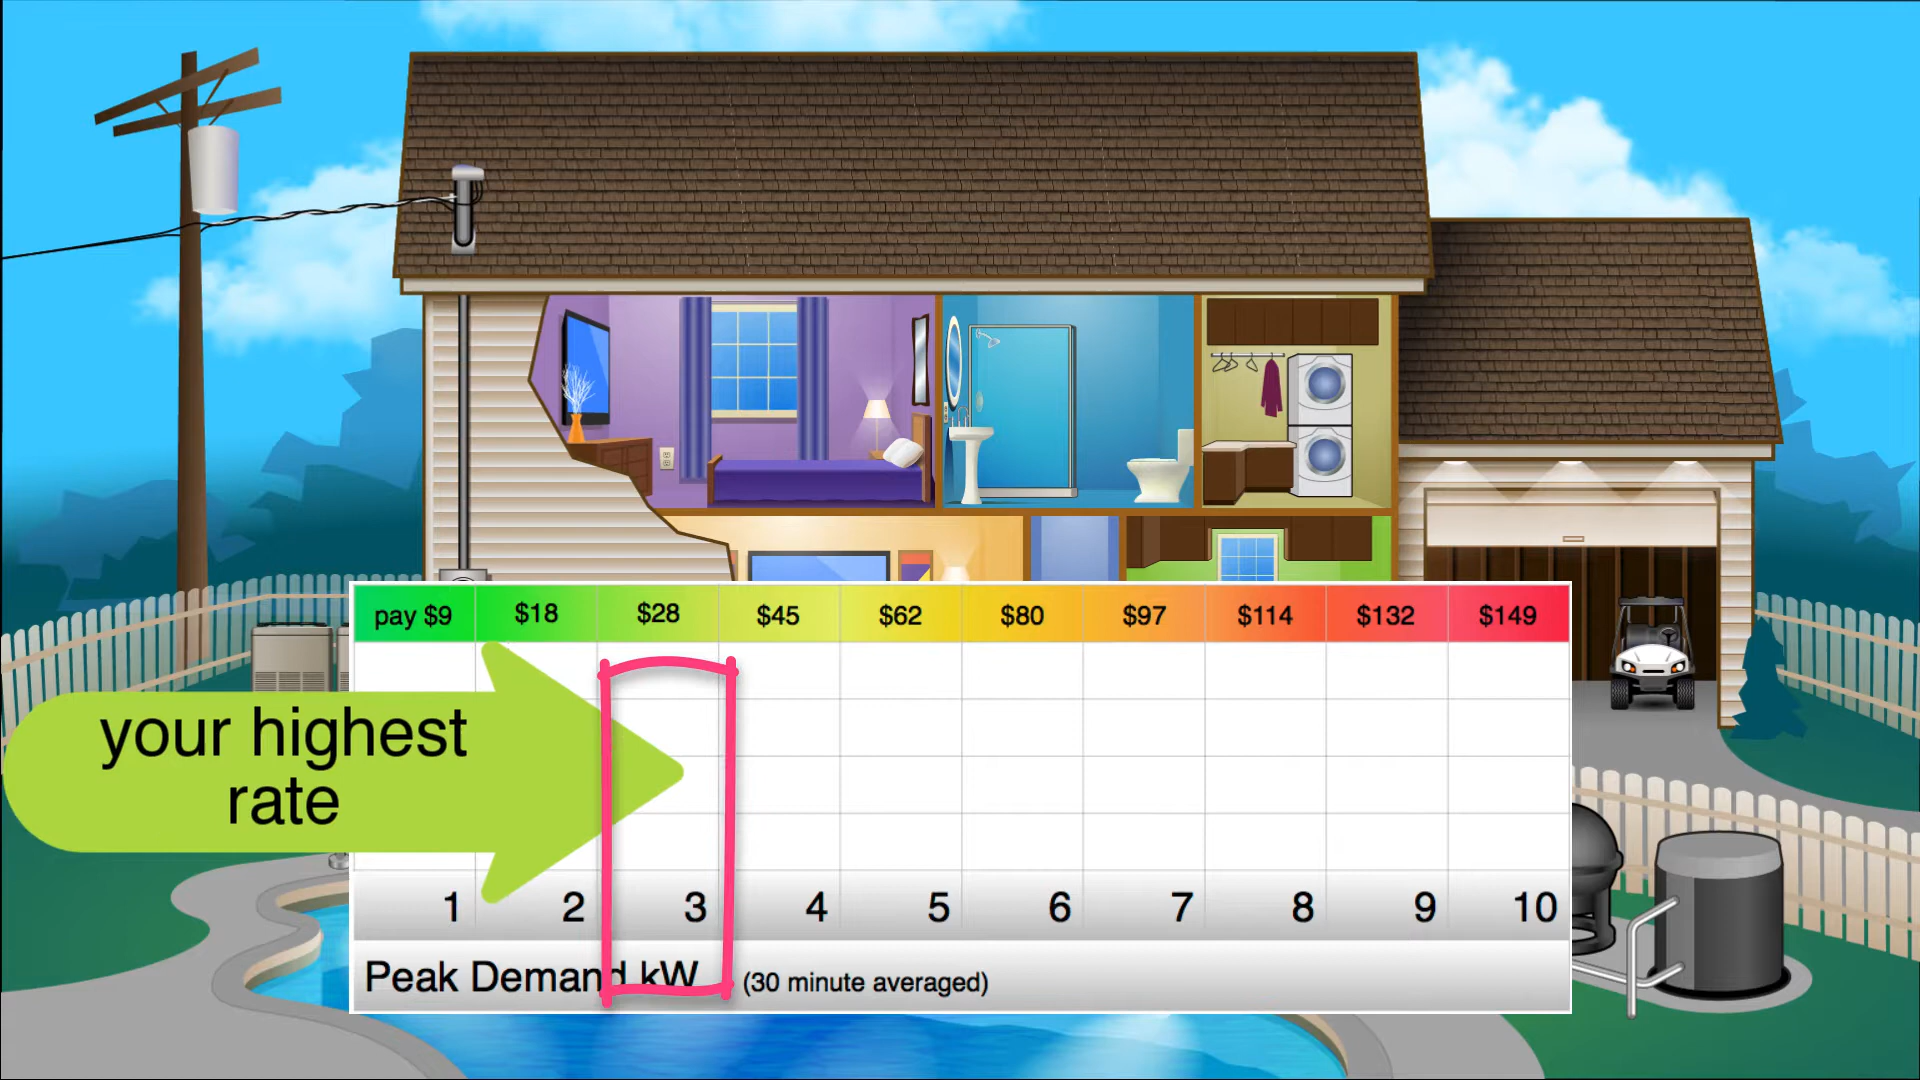 pay $9 $18 $28 $45 $62 $80 $97 $114 $132 $149
your highest
rate
1 2 3 4 5 6 7 8 9 10
Peak Demand kW (30 minute averaged)